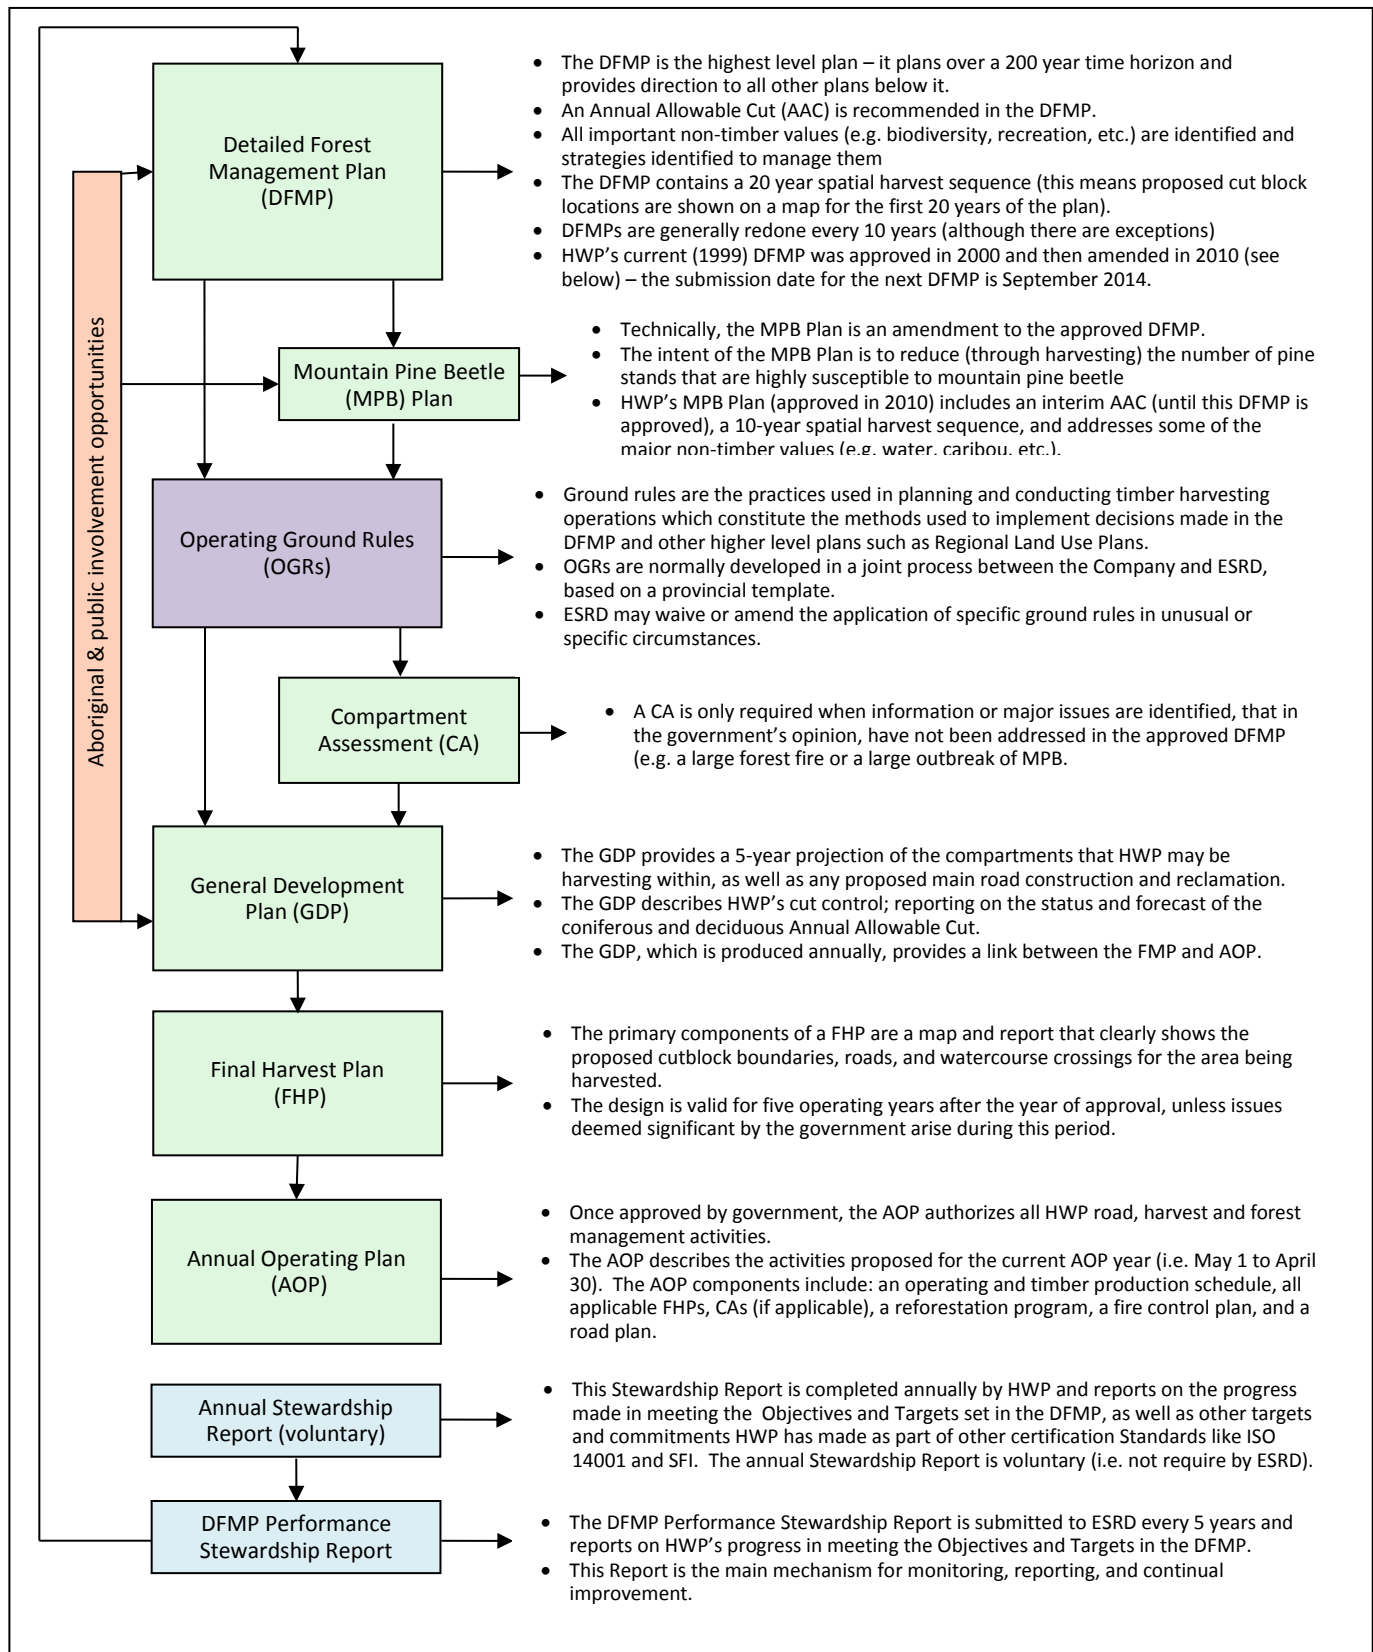 Aboriginal & public involvement opportunities
Detailed Forest
Management Plan
(DFMP)
• The DFMP is the highest level plan – it plans over a 200 year time horizon and
provides direction to all other plans below it.
• An Annual Allowable Cut (AAC) is recommended in the DFMP.
• All important non-timber values (e.g. biodiversity, recreation, etc.) are identified and
strategies identified to manage them
• The DFMP contains a 20 year spatial harvest sequence (this means proposed cut block
locations are shown on a map for the first 20 years of the plan).
• DFMPs are generally redone every 10 years (although there are exceptions)
• HWP's current (1999) DFMP was approved in 2000 and then amended in 2010 (see
below) – the submission date for the next DFMP is September 2014.
Mountain Pine Beetle
(MPB) Plan
• Technically, the MPB Plan is an amendment to the approved DFMP.
• The intent of the MPB Plan is to reduce (through harvesting) the number of pine
stands that are highly susceptible to mountain pine beetle
• HWP's MPB Plan (approved in 2010) includes an interim AAC (until this DFMP is
approved), a 10-year spatial harvest sequence, and addresses some of the
major non-timber values (e.g. water, caribou, etc.).
Operating Ground Rules
(OGRs)
• Ground rules are the practices used in planning and conducting timber harvesting
operations which constitute the methods used to implement decisions made in the
DFMP and other higher level plans such as Regional Land Use Plans.
• OGRs are normally developed in a joint process between the Company and ESRD,
based on a provincial template.
• ESRD may waive or amend the application of specific ground rules in unusual or
specific circumstances.
Compartment
Assessment (CA)
• A CA is only required when information or major issues are identified, that in
the government's opinion, have not been addressed in the approved DFMP
(e.g. a large forest fire or a large outbreak of MPB.
General Development
Plan (GDP)
• The GDP provides a 5-year projection of the compartments that HWP may be
harvesting within, as well as any proposed main road construction and reclamation.
• The GDP describes HWP's cut control; reporting on the status and forecast of the
coniferous and deciduous Annual Allowable Cut.
• The GDP, which is produced annually, provides a link between the FMP and AOP.
Final Harvest Plan
(FHP)
• The primary components of a FHP are a map and report that clearly shows the
proposed cutblock boundaries, roads, and watercourse crossings for the area being
harvested.
• The design is valid for five operating years after the year of approval, unless issues
deemed significant by the government arise during this period.
Annual Operating Plan
(AOP)
• Once approved by government, the AOP authorizes all HWP road, harvest and forest
management activities.
• The AOP describes the activities proposed for the current AOP year (i.e. May 1 to April
30). The AOP components include: an operating and timber production schedule, all
applicable FHPs, CAs (if applicable), a reforestation program, a fire control plan, and a
road plan.
Annual Stewardship
Report (voluntary)
• This Stewardship Report is completed annually by HWP and reports on the progress
made in meeting the Objectives and Targets set in the DFMP, as well as other targets
and commitments HWP has made as part of other certification Standards like ISO
14001 and SFI. The annual Stewardship Report is voluntary (i.e. not require by ESRD).
DFMP Performance
Stewardship Report
• The DFMP Performance Stewardship Report is submitted to ESRD every 5 years and
reports on HWP's progress in meeting the Objectives and Targets in the DFMP.
• This Report is the main mechanism for monitoring, reporting, and continual
improvement.